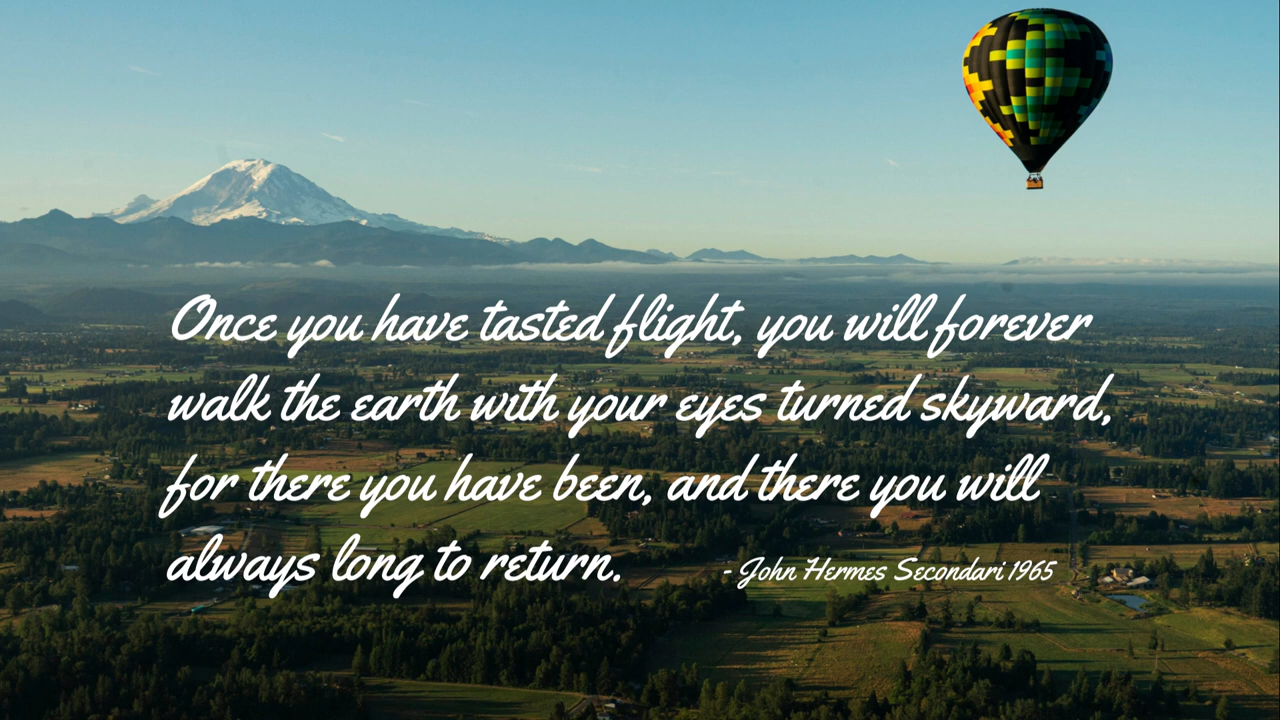 Once you have tasted flight, you will forever
walk the earth with your eyes turned skyward,
for there you have been, and there you will
always long to return.
- John Hermes Secondari 1965